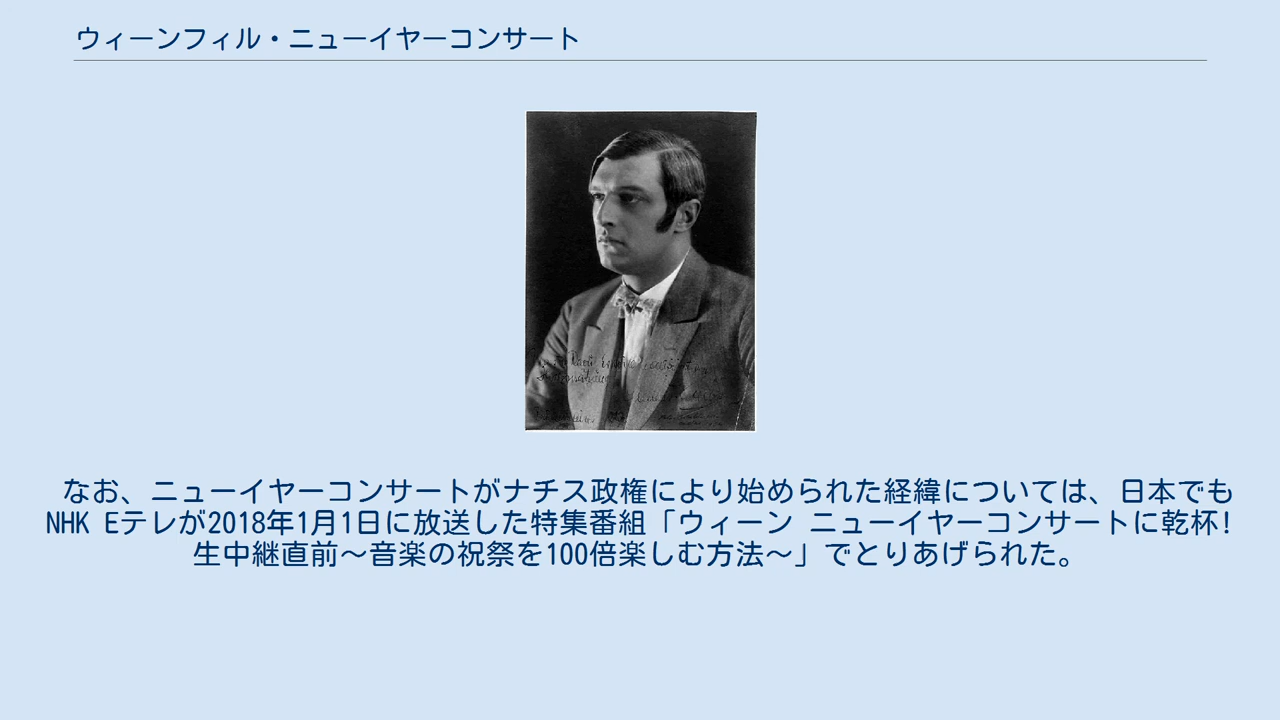 ウィーンフィル・ニューイヤーコンサート
なお、ニューイヤーコンサートがナチス政権により始められた経緯については、日本でも
NHK Eテレが2018年1月1日に放送した特集番組「ウィーン ニューイヤーコンサートに乾杯!
生中継直前〜音楽の祝祭を100倍楽しむ方法〜」でとりあげられた。